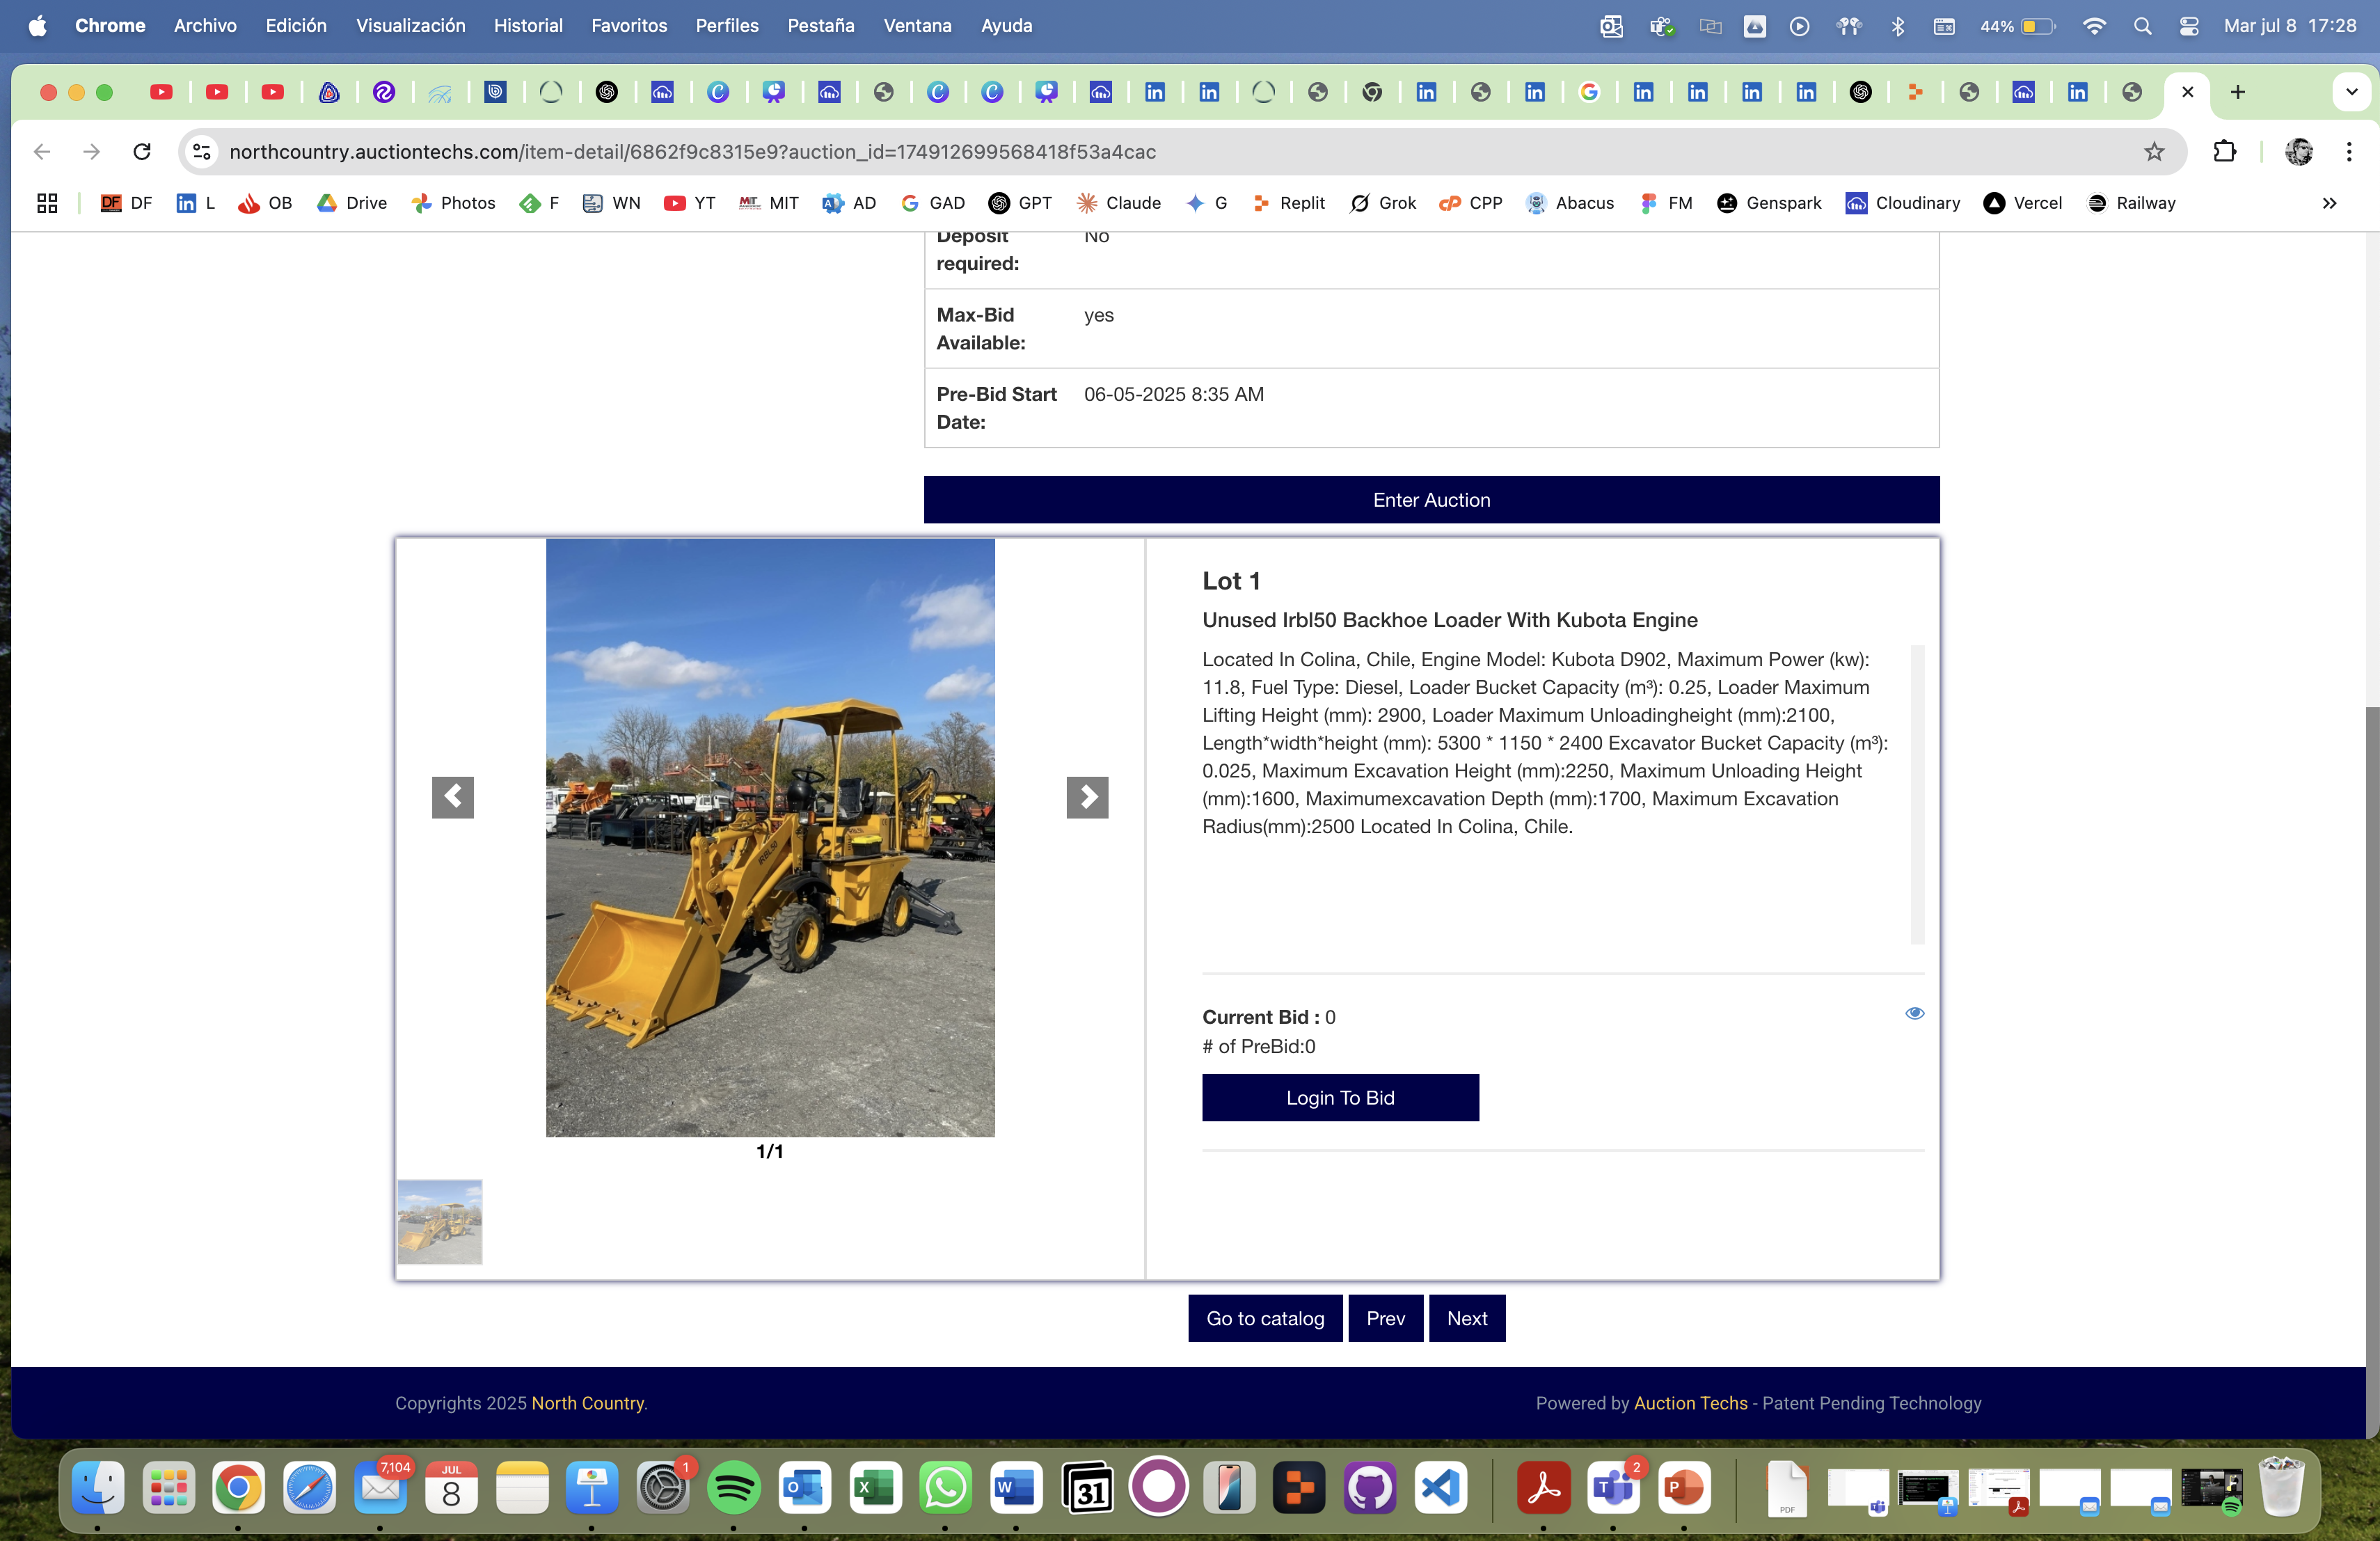 Chrome Archivo Edición Visualización Historial Favoritos Perfiles Pestaña Ventana Ayuda 44% Mar jul 8 17:28
northcountry.auctiontechs.com/item-detail/6862f9c8315e9?auction_id=174912699568418f53a4cac
DF L OB Drive Photos F WN YT MIT AD GAD GPT Claude G Replit Grok CPP Abacus FM Genspark Cloudinary Vercel Railway
Deposit No
required:
Max-Bid yes
Available:
Pre-Bid Start 06-05-2025 8:35 AM
Date:
Enter Auction
IRBL50
1/1
Lot 1
Unused Irbl50 Backhoe Loader With Kubota Engine
Located In Colina, Chile, Engine Model: Kubota D902, Maximum Power (kw):
11.8, Fuel Type: Diesel, Loader Bucket Capacity (m³): 0.25, Loader Maximum
Lifting Height (mm): 2900, Loader Maximum Unloadingheight (mm):2100,
Length*width*height (mm): 5300 * 1150 * 2400 Excavator Bucket Capacity (m³):
0.025, Maximum Excavation Height (mm):2250, Maximum Unloading Height
(mm):1600, Maximumexcavation Depth (mm):1700, Maximum Excavation
Radius(mm):2500 Located In Colina, Chile.
Current Bid : 0
# of PreBid:0
Login To Bid
Go to catalog Prev Next
Copyrights 2025 North Country. Powered by Auction Techs - Patent Pending Technology
7,104
JUL
8
1
31
2
PDF